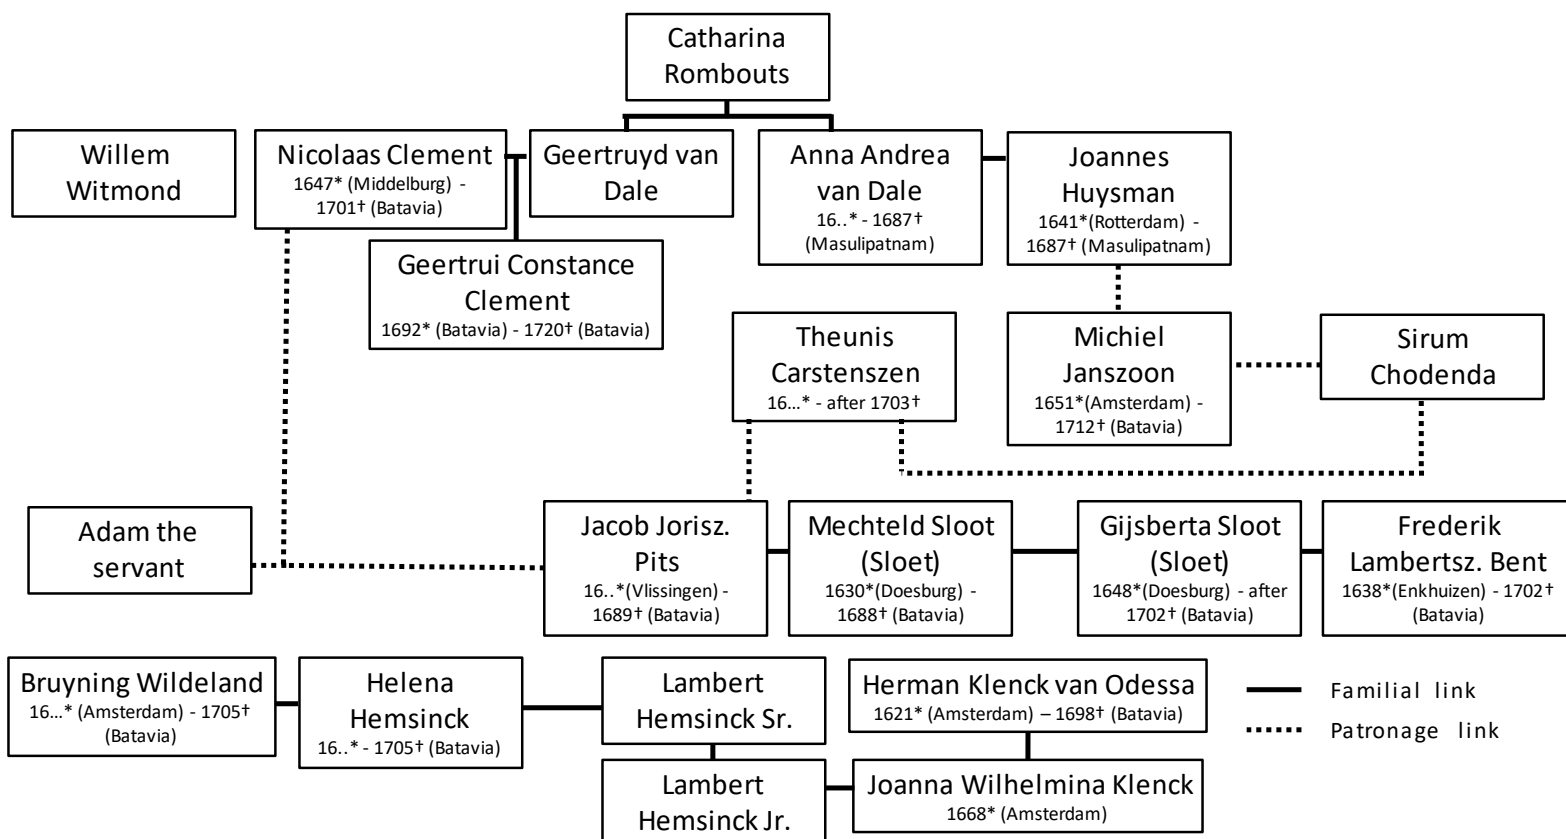 Catharina
Rombouts
Willem
Witmond
Nicolaas Clement
1647* (Middelburg) -
1701† (Batavia)
Geertruyd van
Dale
Anna Andrea
van Dale
16..* - 1687†
(Masulipatnam)
Joannes
Huysman
1641*(Rotterdam) -
1687† (Masulipatnam)
Geertrui Constance
Clement
1692* (Batavia) - 1720† (Batavia)
Theunis
Carstenszen
16...* - after 1703†
Michiel
Janszoon
1651*(Amsterdam) -
1712† (Batavia)
Sirum
Chodenda
Adam the
servant
Jacob Jorisz.
Pits
16..*(Vlissingen) -
1689† (Batavia)
Mechteld Sloot
(Sloet)
1630*(Doesburg) -
1688† (Batavia)
Gijsberta Sloot
(Sloet)
1648*(Doesburg) - after
1702† (Batavia)
Frederik
Lambertsz. Bent
1638*(Enkhuizen) - 1702†
(Batavia)
Bruyning Wildeland
16...* (Amsterdam) - 1705†
(Batavia)
Helena
Hemsinck
16..* - 1705† (Batavia)
Lambert
Hemsinck Sr.
Herman Klenck van Odessa
1621* (Amsterdam) – 1698† (Batavia)
Familial link
Patronage link
Lambert
Hemsinck Jr.
Joanna Wilhelmina Klenck
1668* (Amsterdam)